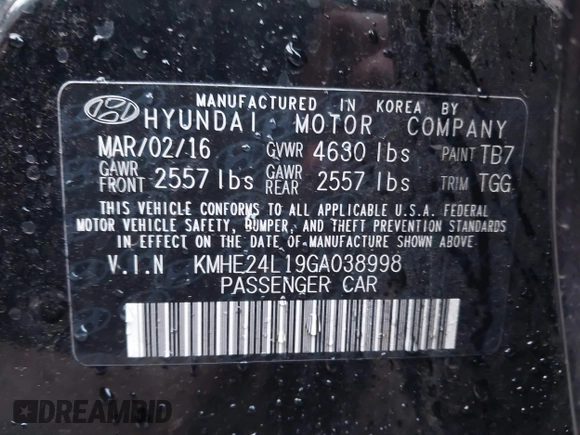 MANUFACTURED IN KOREA BY
HYUNDAI MOTOR COMPANY
MAR/02/16 GVWR 4630 lbs PAINT TB7
GAWR FRONT 2557 lbs GAWR REAR 2557 lbs TRIM TGG
THIS VEHICLE CONFORMS TO ALL APPLICABLE U.S.A. FEDERAL
MOTOR VEHICLE SAFETY, BUMPER, AND THEFT PREVENTION STANDARDS
IN EFFECT ON THE DATE OF MANUFACTURE SHOWN ABOVE.
V.I.N KMHE24L19GA038998
PASSENGER CAR
DREAMBID